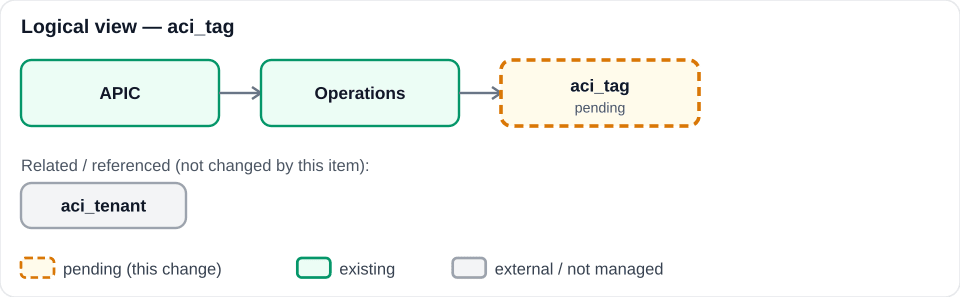 Logical view — aci_tag
APIC
Operations
aci_tag
pending
Related / referenced (not changed by this item):
aci_tenant
pending (this change)
existing
external / not managed